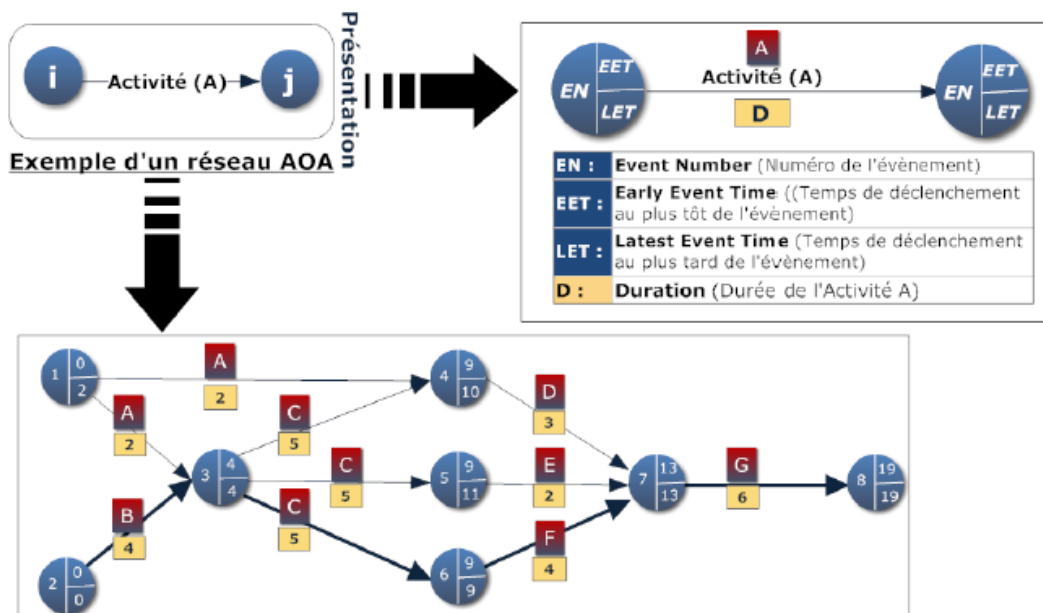 i
Activité (A)
j
Présentation
Exemple d'un réseau AOA
A
Activité (A)
D
EN
EET
LET
EN
EET
LET
EN : Event Number (Numéro de l'évènement)
EET : Early Event Time ((Temps de déclenchement
au plus tôt de l'évènement)
LET : Latest Event Time (Temps de déclenchement
au plus tard de l'évènement)
D : Duration (Durée de l'Activité A)
1
0
2
A
2
4
9
10
A
2
C
5
D
3
3
4
4
C
5
5
9
11
E
2
7
13
13
G
6
8
19
19
B
4
C
5
F
4
2
0
0
6
9
9